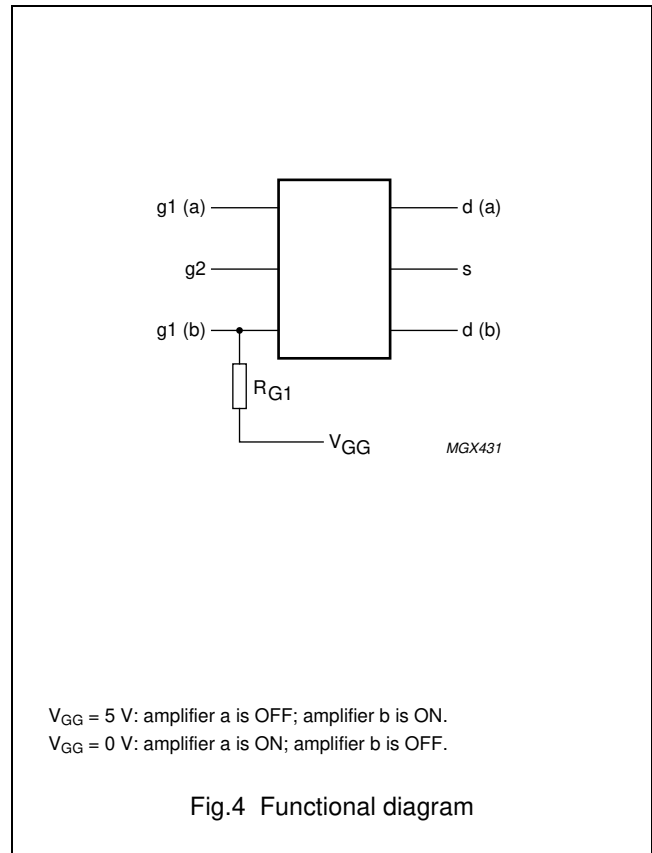 g1 (a) d (a)
g2 s
g1 (b) d (b)
RG1
VGG MGX431
VGG = 5 V: amplifier a is OFF; amplifier b is ON.
VGG = 0 V: amplifier a is ON; amplifier b is OFF.
Fig.4 Functional diagram